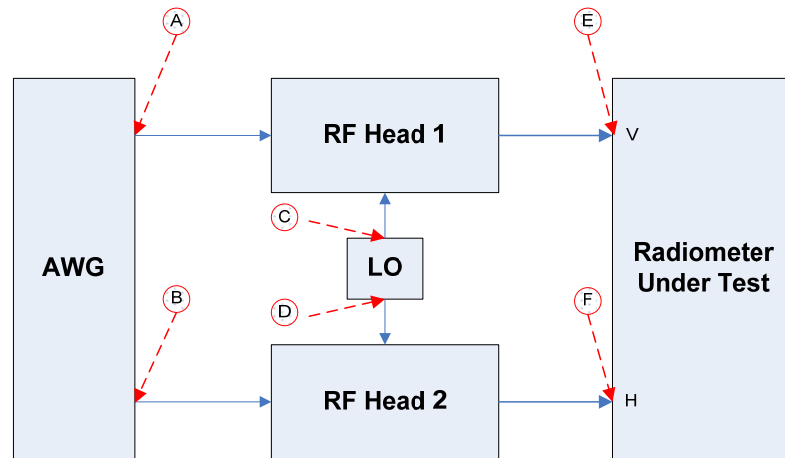 A
E
RF Head 1
V
C
AWG
LO
Radiometer
Under Test
B
D
F
RF Head 2
H